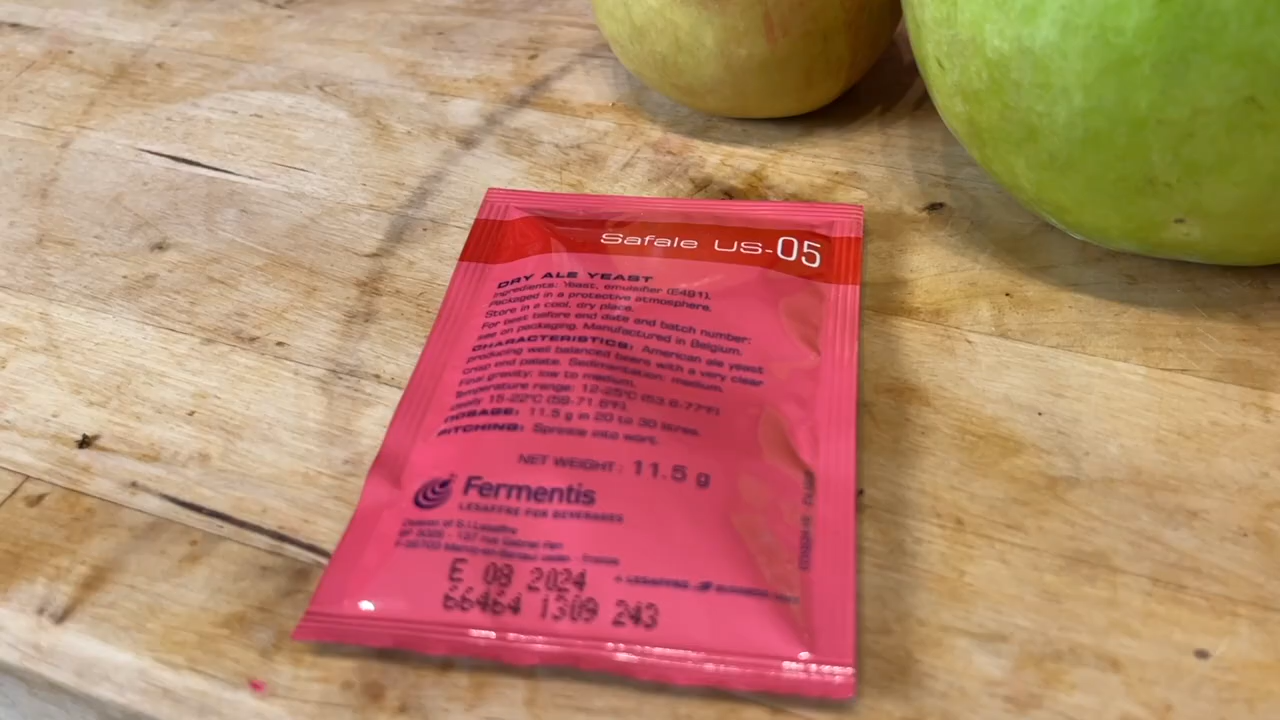 Safale US-05
DRY ALE YEAST
Ingredients: Yeast, emulsifier (E491).
Packaged in a protective atmosphere.
Store in a cool, dry place.
For best before end date and batch number:
see on packaging. Manufactured in Belgium.
CHARACTERISTICS: American ale yeast
producing well balanced beers with a very clear
crisp end palate. Sedimentation: medium.
Final gravity: low to medium.
Temperature range: 12-25°C (53.6-77°F)
ideally 15-22°C (59-71.6°F).
DOSAGE: 11.5 g in 20 to 30 litres.
PITCHING: Sprinkle into wort.
NET WEIGHT: 11.5 g
Fermentis
LESAFFRE FOR BEVERAGES
Division of S.I.Lesaffre
E 08 2024
66464 1309 243